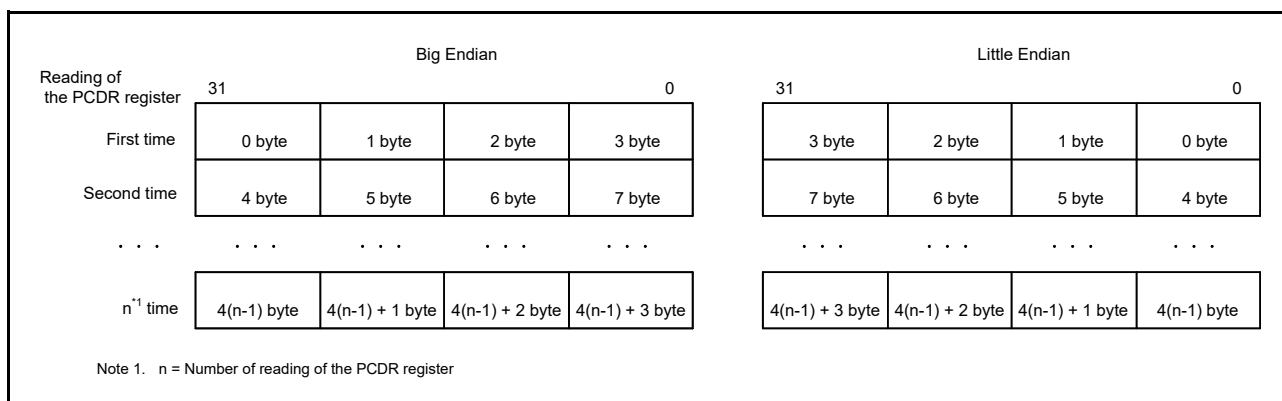 Big Endian Little Endian
Reading of
the PCDR register 31 0 31 0
First time 0 byte 1 byte 2 byte 3 byte 3 byte 2 byte 1 byte 0 byte
Second time 4 byte 5 byte 6 byte 7 byte 7 byte 6 byte 5 byte 4 byte
. . . . . . . . . . . . . . . . . . . . . . . . . . .
n*1 time 4(n-1) byte 4(n-1) + 1 byte 4(n-1) + 2 byte 4(n-1) + 3 byte 4(n-1) + 3 byte 4(n-1) + 2 byte 4(n-1) + 1 byte 4(n-1) byte
Note 1. n = Number of reading of the PCDR register